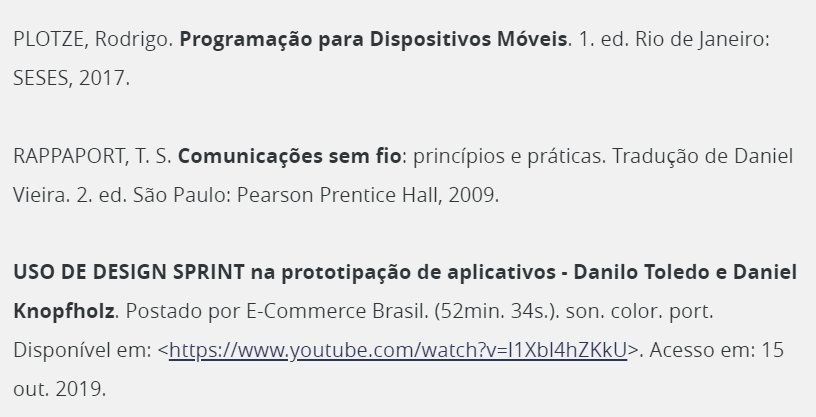 PLOTZE, Rodrigo. Programação para Dispositivos Móveis. 1. ed. Rio de Janeiro:
SESES, 2017.
RAPPAPORT, T. S. Comunicações sem fio: princípios e práticas. Tradução de Daniel
Vieira. 2. ed. São Paulo: Pearson Prentice Hall, 2009.
USO DE DESIGN SPRINT na prototipação de aplicativos - Danilo Toledo e Daniel
Knopfholz. Postado por E-Commerce Brasil. (52min. 34s.). son. color. port.
Disponível em: <https://www.youtube.com/watch?v=l1Xbl4hZKkU>. Acesso em: 15
out. 2019.